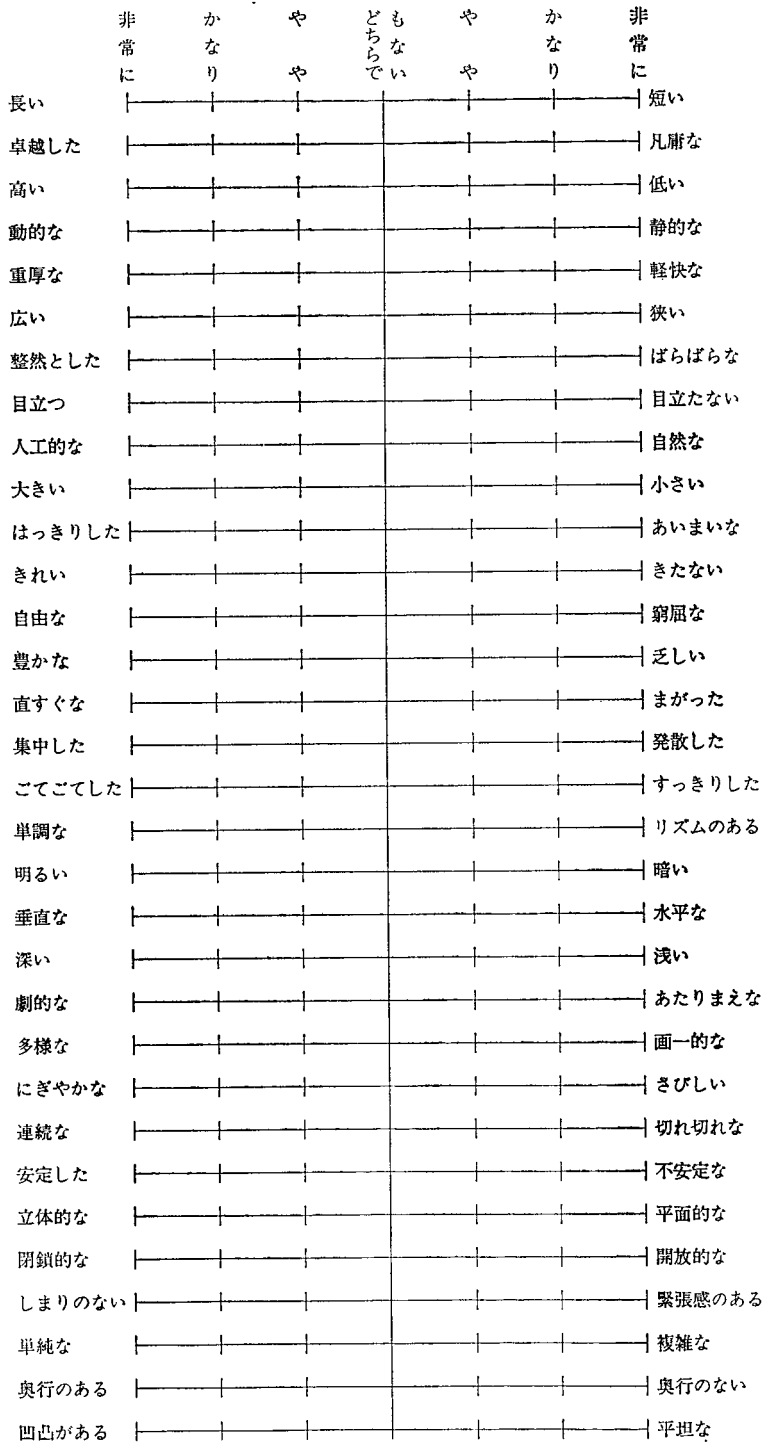 非常に かなり やや どちらでもない やや かなり 非常に
長い 短い
卓越した 凡庸な
高い 低い
動的な 静的な
重厚な 軽快な
広い 狭い
整然とした ばらばらな
目立つ 目立たない
人工的な 自然な
大きい 小さい
はっきりした あいまいな
きれい きたない
自由な 窮屈な
豊かな 乏しい
直すぐな まがった
集中した 発散した
ごてごてした すっきりした
単調な リズムのある
明るい 暗い
垂直な 水平な
深い 浅い
劇的な あたりまえな
多様な 画一的な
にぎやかな さびしい
連続な 切れ切れな
安定した 不安定な
立体的な 平面的な
閉鎖的な 開放的な
しまりのない 緊張感のある
単純な 複雑な
奥行のある 奥行のない
凹凸がある 平坦な